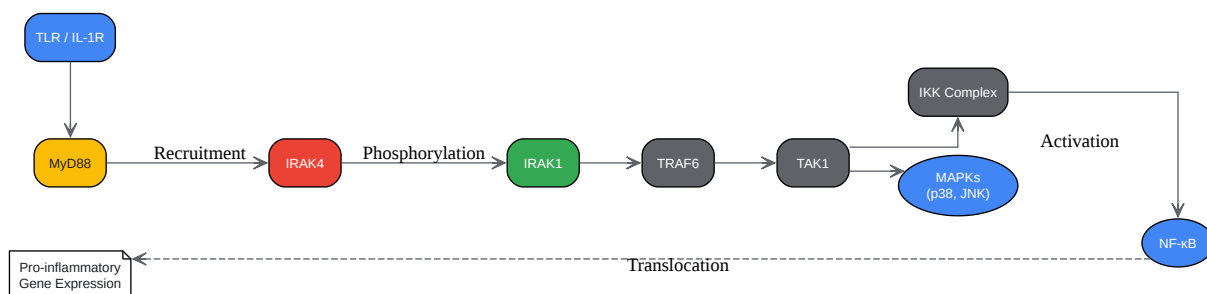 TLR / IL-1R
MyD88
Recruitment
IRAK4
Phosphorylation
IRAK1
TRAF6
TAK1
IKK Complex
MAPKs
(p38, JNK)
Activation
NF-κB
Translocation
Pro-inflammatory
Gene Expression